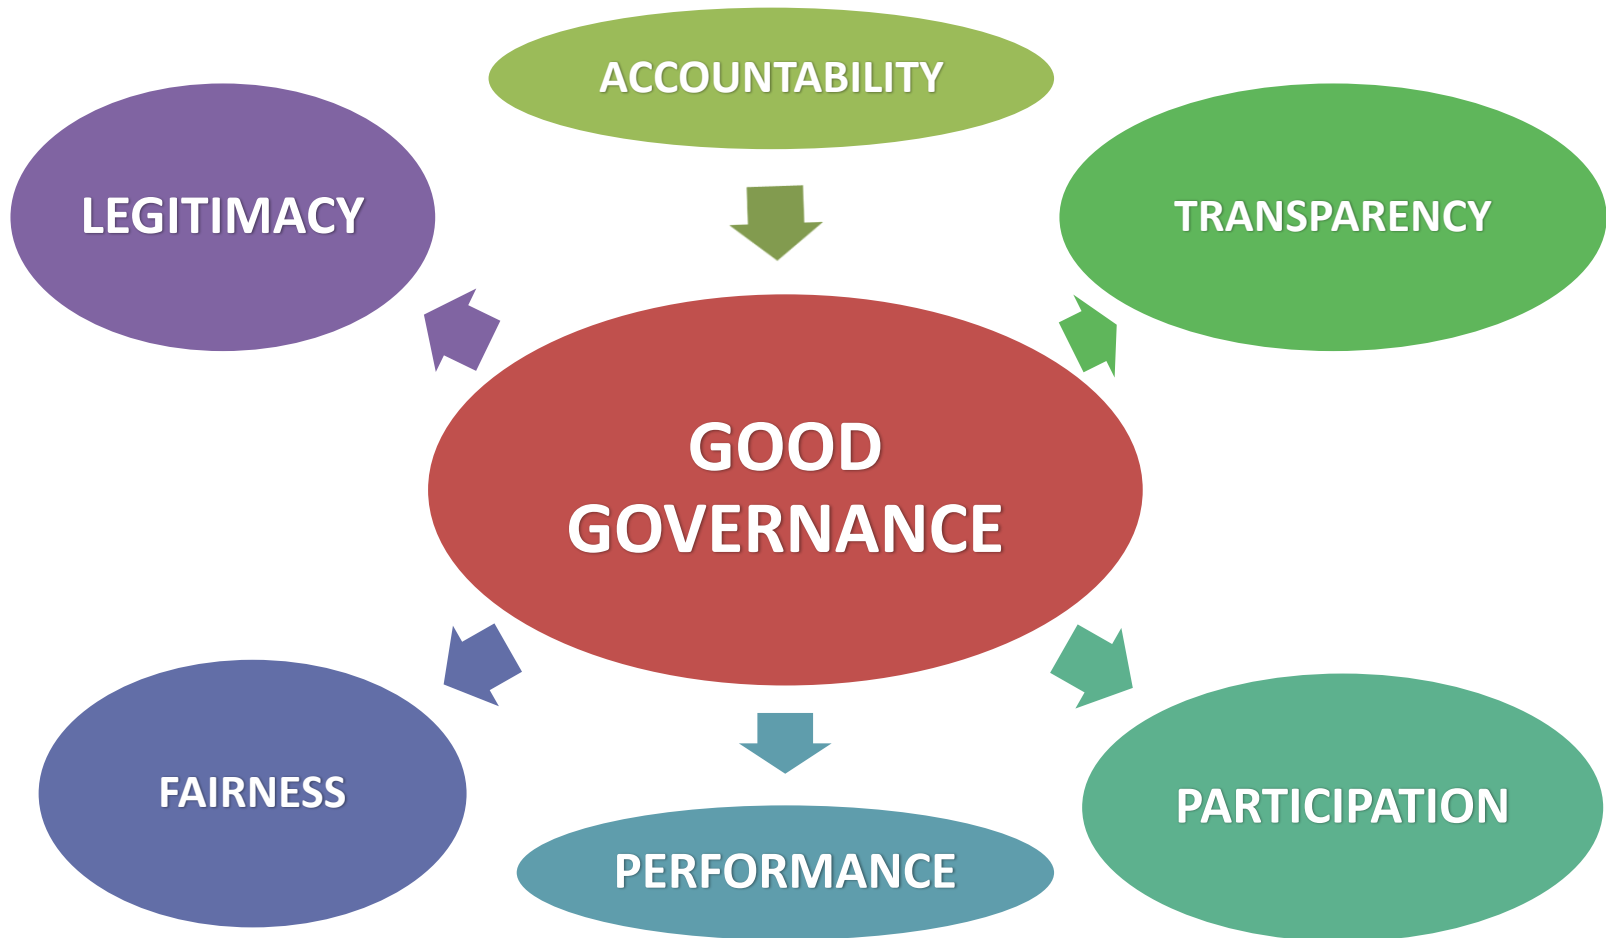 ACCOUNTABILITY
LEGITIMACY
TRANSPARENCY
GOOD
GOVERNANCE
FAIRNESS
PARTICIPATION
PERFORMANCE